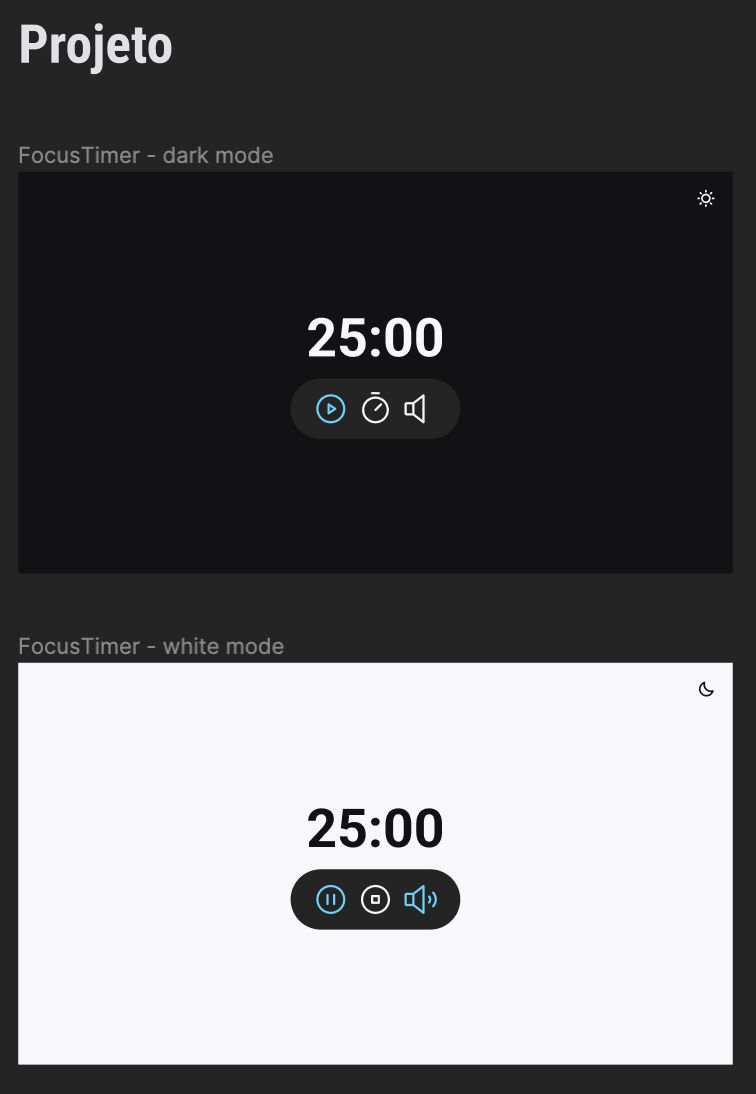 Projeto
FocusTimer - dark mode
25:00
FocusTimer - white mode
25:00